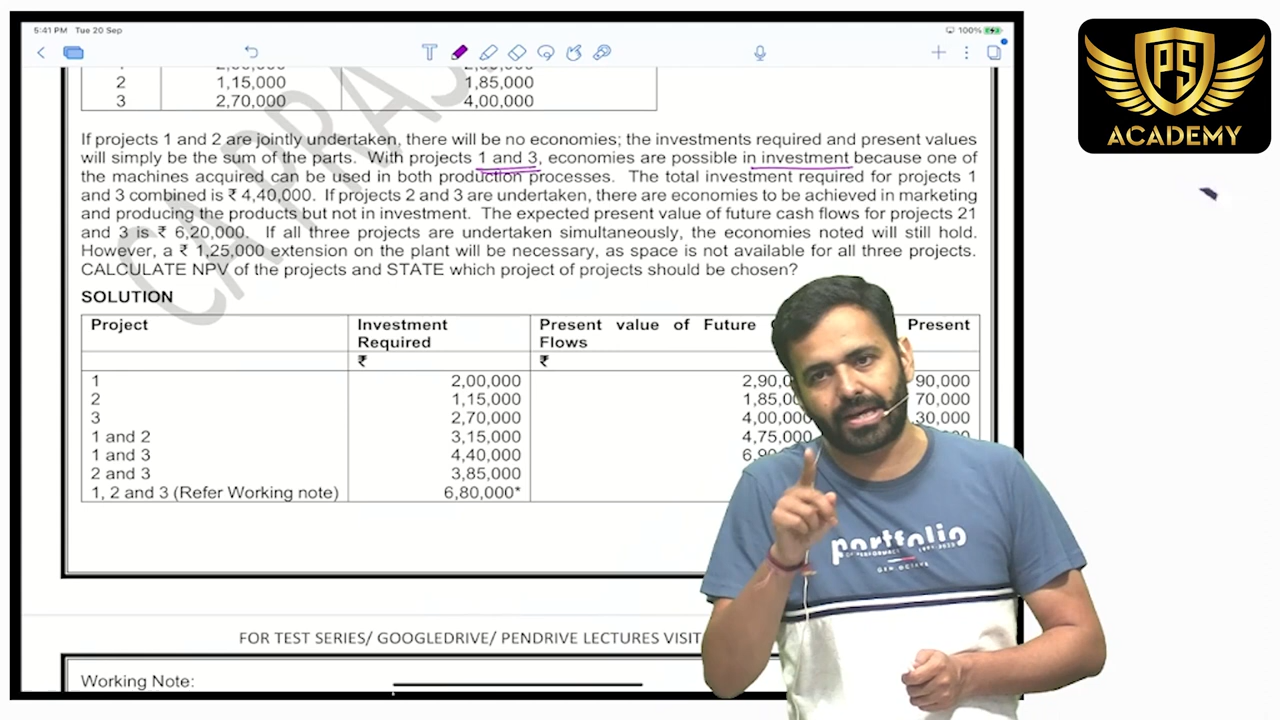 5:41 PM Tue 20 Sep
100%
PS
ACADEMY
2 1,15,000 1,85,000
3 2,70,000 4,00,000
If projects 1 and 2 are jointly undertaken, there will be no economies; the investments required and present values
will simply be the sum of the parts. With projects 1 and 3, economies are possible in investment because one of
the machines acquired can be used in both production processes. The total investment required for projects 1
and 3 combined is ₹ 4,40,000. If projects 2 and 3 are undertaken, there are economies to be achieved in marketing
and producing the products but not in investment. The expected present value of future cash flows for projects 21
and 3 is ₹ 6,20,000. If all three projects are undertaken simultaneously, the economies noted will still hold.
However, a ₹ 1,25,000 extension on the plant will be necessary, as space is not available for all three projects.
CALCULATE NPV of the projects and STATE which project of projects should be chosen?
SOLUTION
Project Investment Present value of Future Present
Required Flows
₹ ₹
1 2,00,000 2,90,0 90,000
2 1,15,000 1,85,00 70,000
3 2,70,000 4,00,000 30,000
1 and 2 3,15,000 4,75,000
1 and 3 4,40,000 6,90
2 and 3 3,85,000
1, 2 and 3 (Refer Working note) 6,80,000*
portfolio
FOR TEST SERIES/ GOOGLEDRIVE/ PENDRIVE LECTURES VISIT
Working Note: